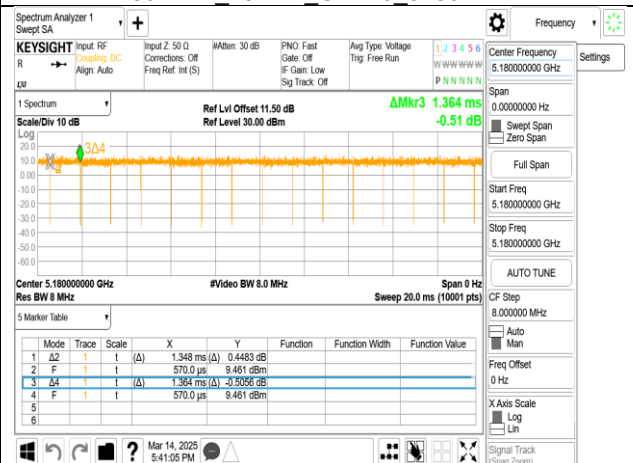 Spectrum Analyzer 1
Swept SA
Frequency
KEYSIGHT
R
LXI
Input: RF
Coupling: DC
Align: Auto
Input Z: 50 Ω
Corrections: Off
Freq Ref: Int (S)
#Atten: 30 dB
PNO: Fast
Gate: Off
IF Gain: Low
Sig Track: Off
Avg Type: Voltage
Trig: Free Run
1 2 3 4 5 6
W W W W W W
P N N N N N
1 Spectrum
Scale/Div 10 dB
Ref Lvl Offset 11.50 dB
Ref Level 30.00 dBm
ΔMkr3 1.364 ms
-0.51 dB
Log
20.0
10.0
0.00
-10.0
-20.0
-30.0
-40.0
-50.0
-60.0
3Δ4
Center 5.180000000 GHz
Res BW 8 MHz
#Video BW 8.0 MHz
Span 0 Hz
Sweep 20.0 ms (10001 pts)
5 Marker Table
Mode Trace Scale X Y Function Function Width Function Value
1 Δ2 1 t (Δ) 1.348 ms (Δ) 0.4483 dB
2 F 1 t 570.0 µs 9.461 dBm
3 Δ4 1 t (Δ) 1.364 ms (Δ) -0.5056 dB
4 F 1 t 570.0 µs 9.461 dBm
5
6
Mar 14, 2025
5:41:05 PM
Center Frequency
5.180000000 GHz
Settings
Span
0.00000000 Hz
Swept Span
Zero Span
Full Span
Start Freq
5.180000000 GHz
Stop Freq
5.180000000 GHz
AUTO TUNE
CF Step
8.000000 MHz
Auto
Man
Freq Offset
0 Hz
X Axis Scale
Log
Lin
Signal Track
(Span Zoom)